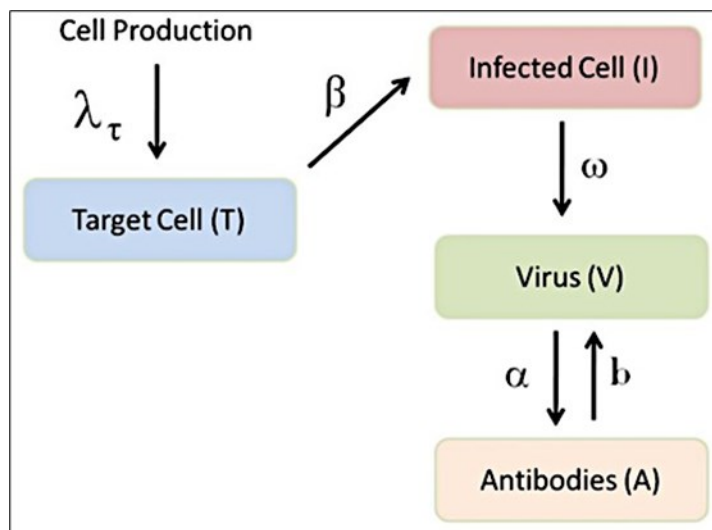 Cell Production
λτ
Target Cell (T)
β
Infected Cell (I)
ω
Virus (V)
α
b
Antibodies (A)